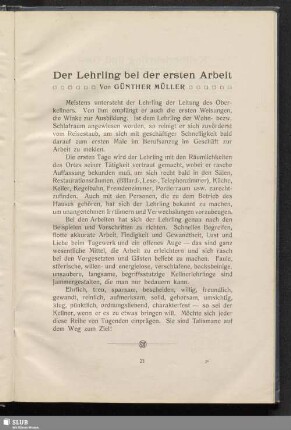 Der Lehrling bei der ersten Arbeit
Von GÜNTHER MÜLLER
Meistens untersteht der Lehrling der Leitung des Ober-
kellners. Von ihm empfängt er auch die ersten Weisungen,
die Winke zur Ausbildung. Ist dem Lehrling der Wohn- bezw.
Schlafraum angewiesen worden, so reinigt er sich zuvörderst
vom Reisestaub, um sich mit geschäftiger Schnelligkeit bald
darauf zum ersten Male im Berufsanzug im Geschäft zur
Arbeit zu melden.
Die ersten Tage wird der Lehrling mit den Räumlichkeiten
des Ortes seiner Tätigkeit vertraut gemacht, wobei er rasche
Auffassung bekunden muß, um sich recht bald in den Sälen,
Restaurationsräumen, (Billard-, Lese-, Telephonzimmer), Küche,
Keller, Kegelbahn, Fremdenzimmer, Portierraum usw. zurecht-
zufinden. Auch mit den Personen, die zu dem Betrieb des
Hauses gehören, hat sich der Lehrling bekannt zu machen,
um unangenehmen Irrtümern und Verwechslungen vorzubeugen.
Bei den Arbeiten hat sich der Lehrling genau nach den
Beispielen und Vorschriften zu richten. Schnelles Begreifen,
flotte akkurate Arbeit, Findigkeit und Gewandtheit, Lust und
Liebe beim Tagewerk und ein offenes Auge — das sind ganz
wesentliche Mittel, die Arbeit zu erleichtern und sich rasch
bei den Vorgesetzten und Gästen beliebt zu machen. Faule,
stierische, willen- und energielose, verschlafene, bocksbeinige,
unsaubere, langsame, begriffsstutzige Kellnerlehrlinge sind
Jammergestalten, die man nur bedauern kann.
Ehrlich, treu, sparsam, bescheiden, willig, freundlich,
gewandt, reinlich, aufmerksam, solid, gehorsam, umsichtig,
klug, pünktlich, ordnungsliebend, charakterfest — so sei der
Kellner, wenn er es zu etwas bringen will. Möchte sich jeder
diese Reihe von Tugenden einprägen. Sie sind Talismane auf
dem Weg zum Ziel!
21
SLUB